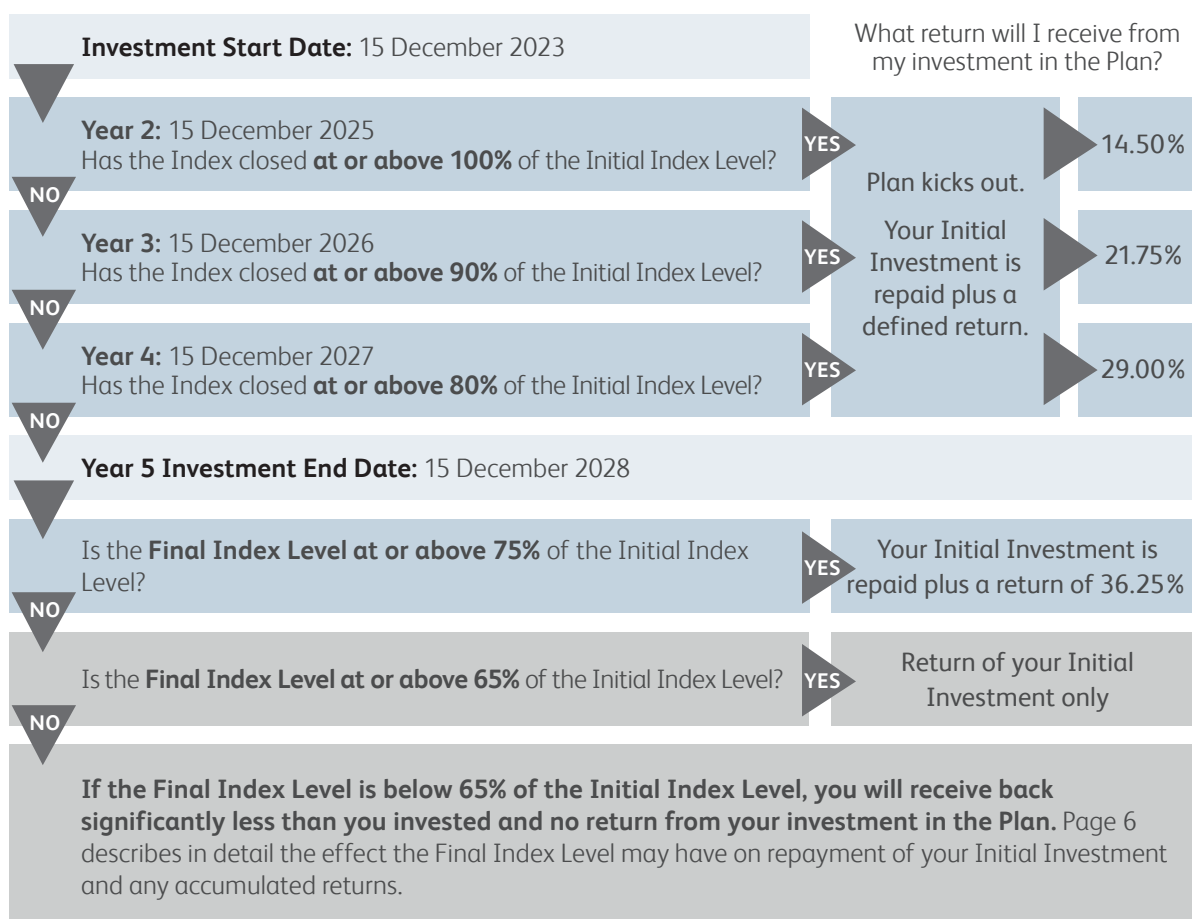 Investment Start Date: 15 December 2023
What return will I receive from
my investment in the Plan?
Year 2: 15 December 2025
Has the Index closed at or above 100% of the Initial Index Level?
YES
14.50%
NO
Year 3: 15 December 2026
Has the Index closed at or above 90% of the Initial Index Level?
YES
21.75%
NO
Year 4: 15 December 2027
Has the Index closed at or above 80% of the Initial Index Level?
YES
29.00%
Plan kicks out.
Your Initial
Investment is
repaid plus a
defined return.
NO
Year 5 Investment End Date: 15 December 2028
Is the Final Index Level at or above 75% of the Initial Index
Level?
YES
Your Initial Investment is
repaid plus a return of 36.25%
NO
Is the Final Index Level at or above 65% of the Initial Index Level?
YES
Return of your Initial
Investment only
NO
If the Final Index Level is below 65% of the Initial Index Level, you will receive back
significantly less than you invested and no return from your investment in the Plan. Page 6
describes in detail the effect the Final Index Level may have on repayment of your Initial Investment
and any accumulated returns.